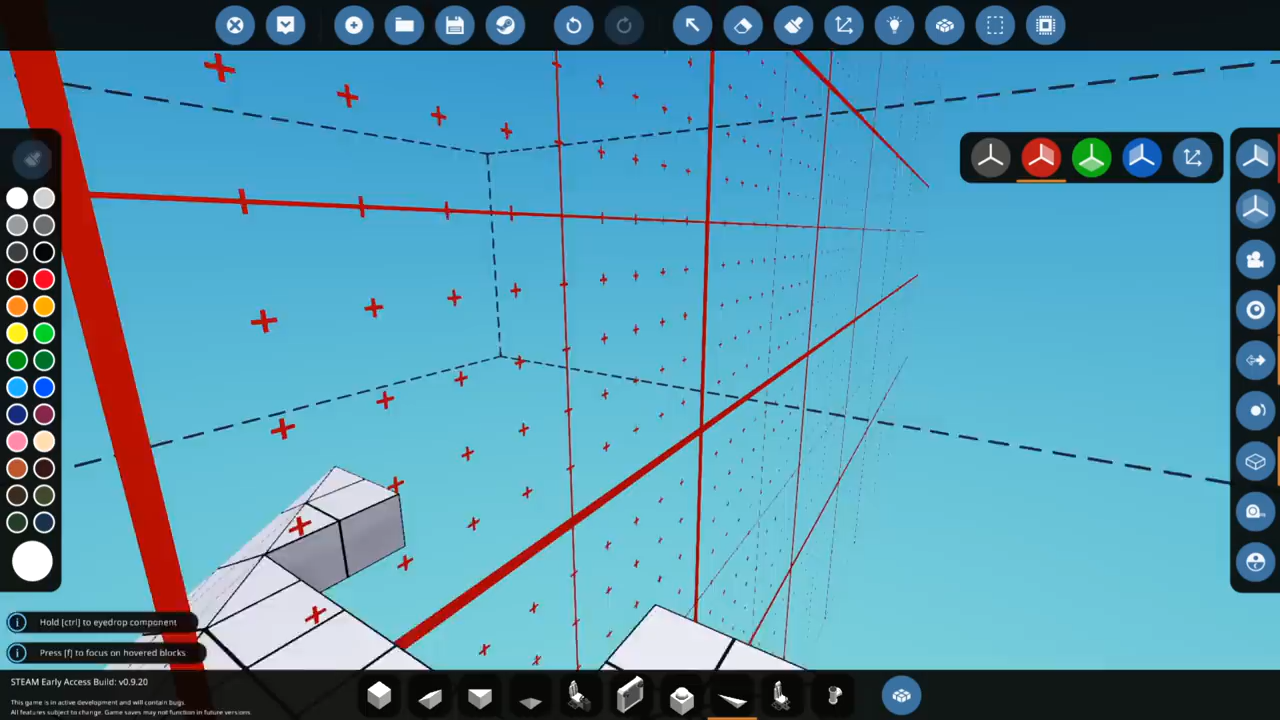 Hold [ctrl] to eyedrop component
Press [f] to focus on hovered blocks
STEAM Early Access Build: v0.9.20
This game is in active development and will contain bugs.
All features subject to change. Game saves may not function in future versions.